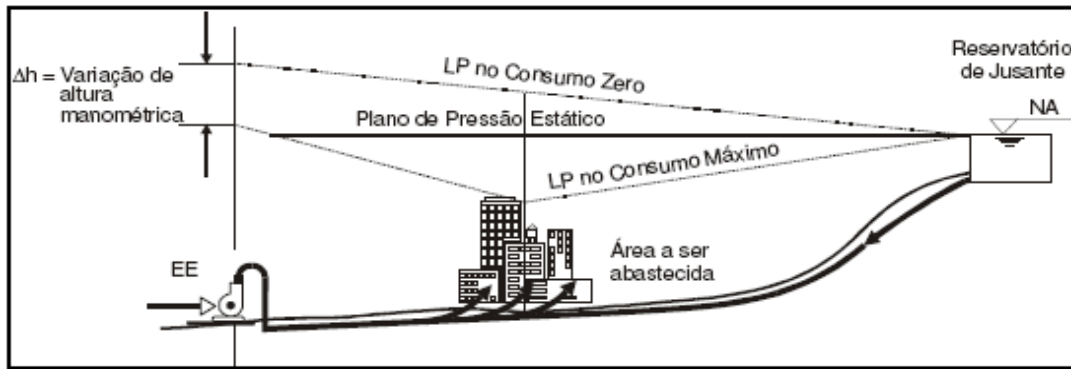 Δh = Variação de
altura
manométrica
LP no Consumo Zero
Reservatório
de Jusante
NA
Plano de Pressão Estático
LP no Consumo Máximo
EE
Área a ser
abastecida